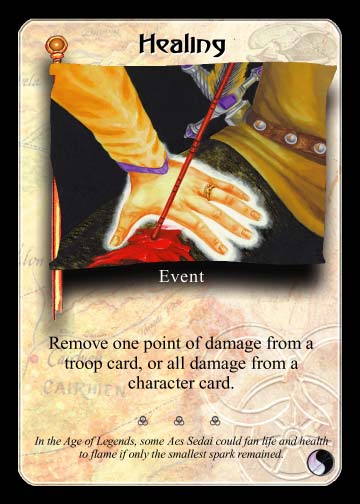 Healing
Event
Remove one point of damage from a
troop card, or all damage from a
character card.
In the Age of Legends, some Aes Sedai could fan life and health
to flame if only the smallest spark remained.
CAIRHIEN